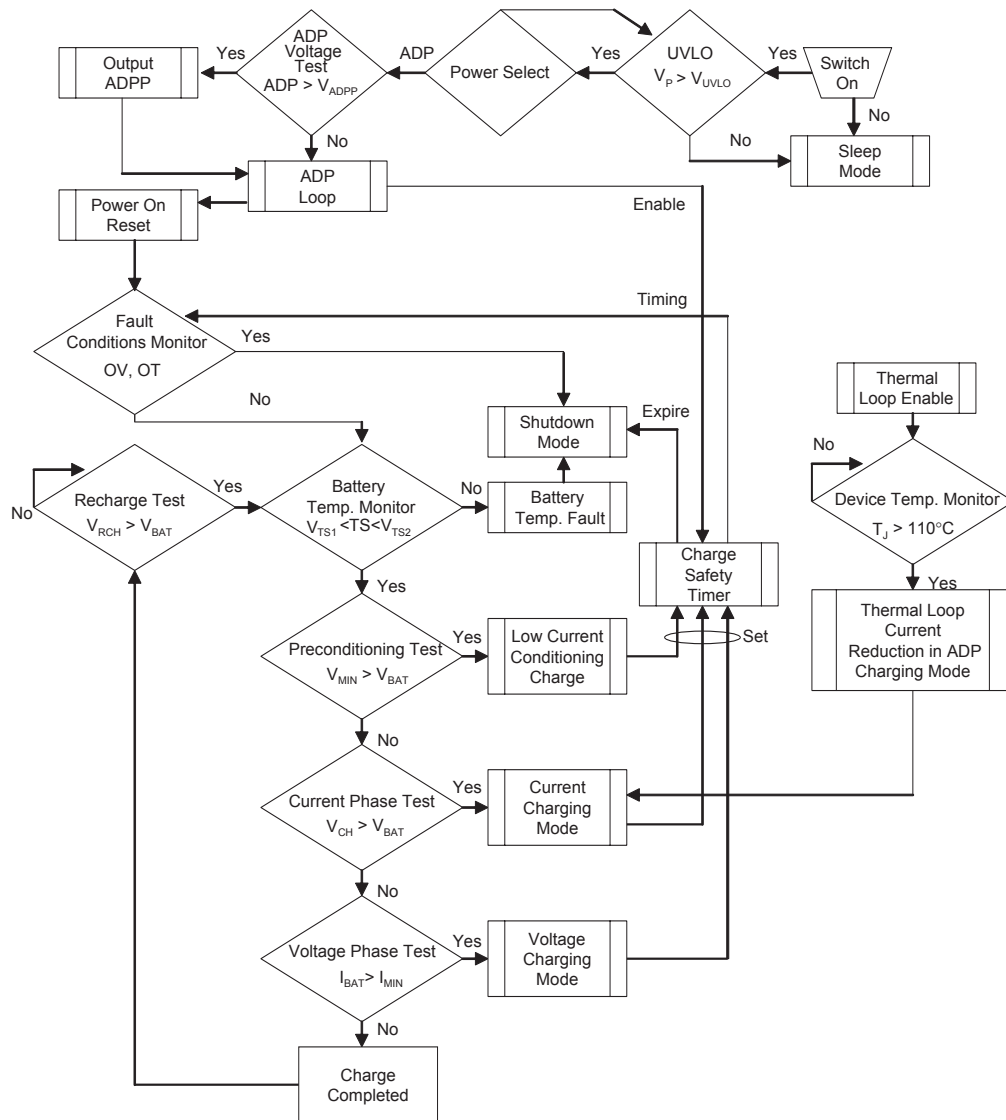 Output
ADPP
Yes
ADP
Voltage
Test
ADP > V_ADPP
ADP
Power Select
Yes
UVLO
V_P > V_UVLO
Yes
Switch
On
No
No
No
Sleep
Mode
ADP
Loop
Enable
Power On
Reset
Timing
Fault
Conditions Monitor
OV, OT
Yes
No
Thermal
Loop Enable
Shutdown
Mode
Expire
No
Recharge Test
V_RCH > V_BAT
No
Yes
Battery
Temp. Monitor
V_TS1 <TS<V_TS2
No
Battery
Temp. Fault
Device Temp. Monitor
T_J > 110°C
Charge
Safety
Timer
Yes
Yes
Set
Preconditioning Test
V_MIN > V_BAT
Yes
Low Current
Conditioning
Charge
Thermal Loop
Current
Reduction in ADP
Charging Mode
No
Current Phase Test
V_CH > V_BAT
Yes
Current
Charging
Mode
No
Voltage Phase Test
I_BAT> I_MIN
Yes
Voltage
Charging
Mode
No
Charge
Completed